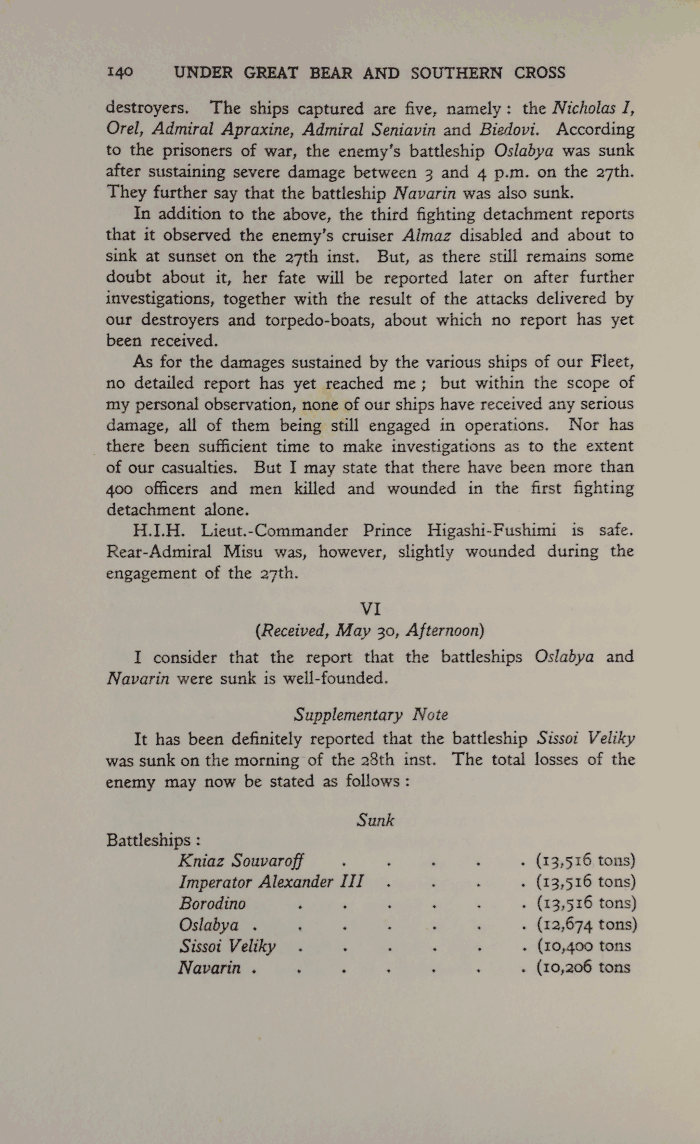 140 UNDER GREAT BEAR AND SOUTHERN CROSS
destroyers. The ships captured are five, namely : the Nicholas I,
Orel, Admiral Apraxine, Admiral Seniavin and Biedovi. According
to the prisoners of war, the enemy's battleship Oslabya was sunk
after sustaining severe damage between 3 and 4 p.m. on the 27th.
They further say that the battleship Navarin was also sunk.
In addition to the above, the third fighting detachment reports
that it observed the enemy's cruiser Almaz disabled and about to
sink at sunset on the 27th inst. But, as there still remains some
doubt about it, her fate will be reported later on after further
investigations, together with the result of the attacks delivered by
our destroyers and torpedo-boats, about which no report has yet
been received.
As for the damages sustained by the various ships of our Fleet,
no detailed report has yet reached me ; but within the scope of
my personal observation, none of our ships have received any serious
damage, all of them being still engaged in operations. Nor has
there been sufficient time to make investigations as to the extent
of our casualties. But I may state that there have been more than
400 officers and men killed and wounded in the first fighting
detachment alone.
H.I.H. Lieut.-Commander Prince Higashi-Fushimi is safe.
Rear-Admiral Misu was, however, slightly wounded during the
engagement of the 27th.
VI
(Received, May 30, Afternoon)
I consider that the report that the battleships Oslabya and
Navarin were sunk is well-founded.
Supplementary Note
It has been definitely reported that the battleship Sissoi Veliky
was sunk on the morning of the 28th inst. The total losses of the
enemy may now be stated as follows :
Sunk
Battleships :
Kniaz Souvaroff . . . . . (13,516 tons)
Imperator Alexander III . . . . (13,516 tons)
Borodino . . . . . . (13,516 tons)
Oslabya . . . . . . . (12,674 tons)
Sissoi Veliky . . . . . . (10,400 tons
Navarin . . . . . . . (10,206 tons